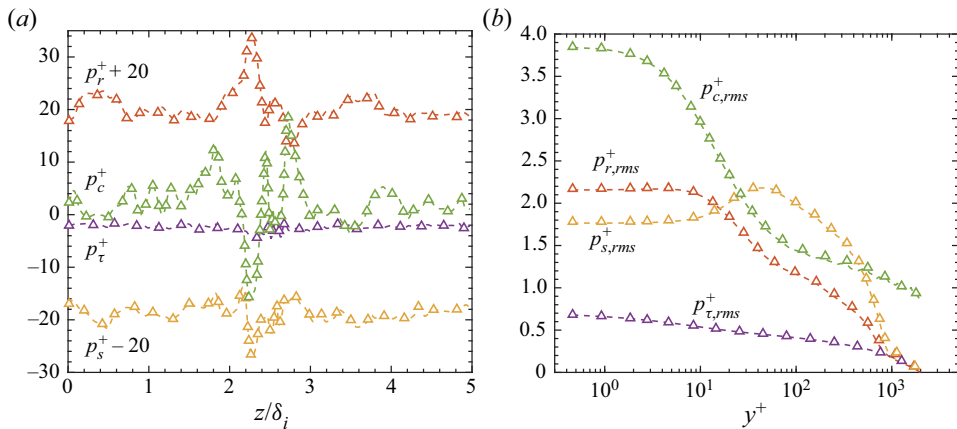 (a)
30
20
10
0
–10
–20
–30
p_r^+ + 20
p_c^+
p_τ^+
p_s^+ – 20
0 1 2 3 4 5
z/δ_i
(b)
4.0
3.5
3.0
2.5
2.0
1.5
1.0
0.5
0
p_{c,rms}^+
p_{r,rms}^+
p_{s,rms}^+
p_{τ,rms}^+
10^0 10^1 10^2 10^3
y^+